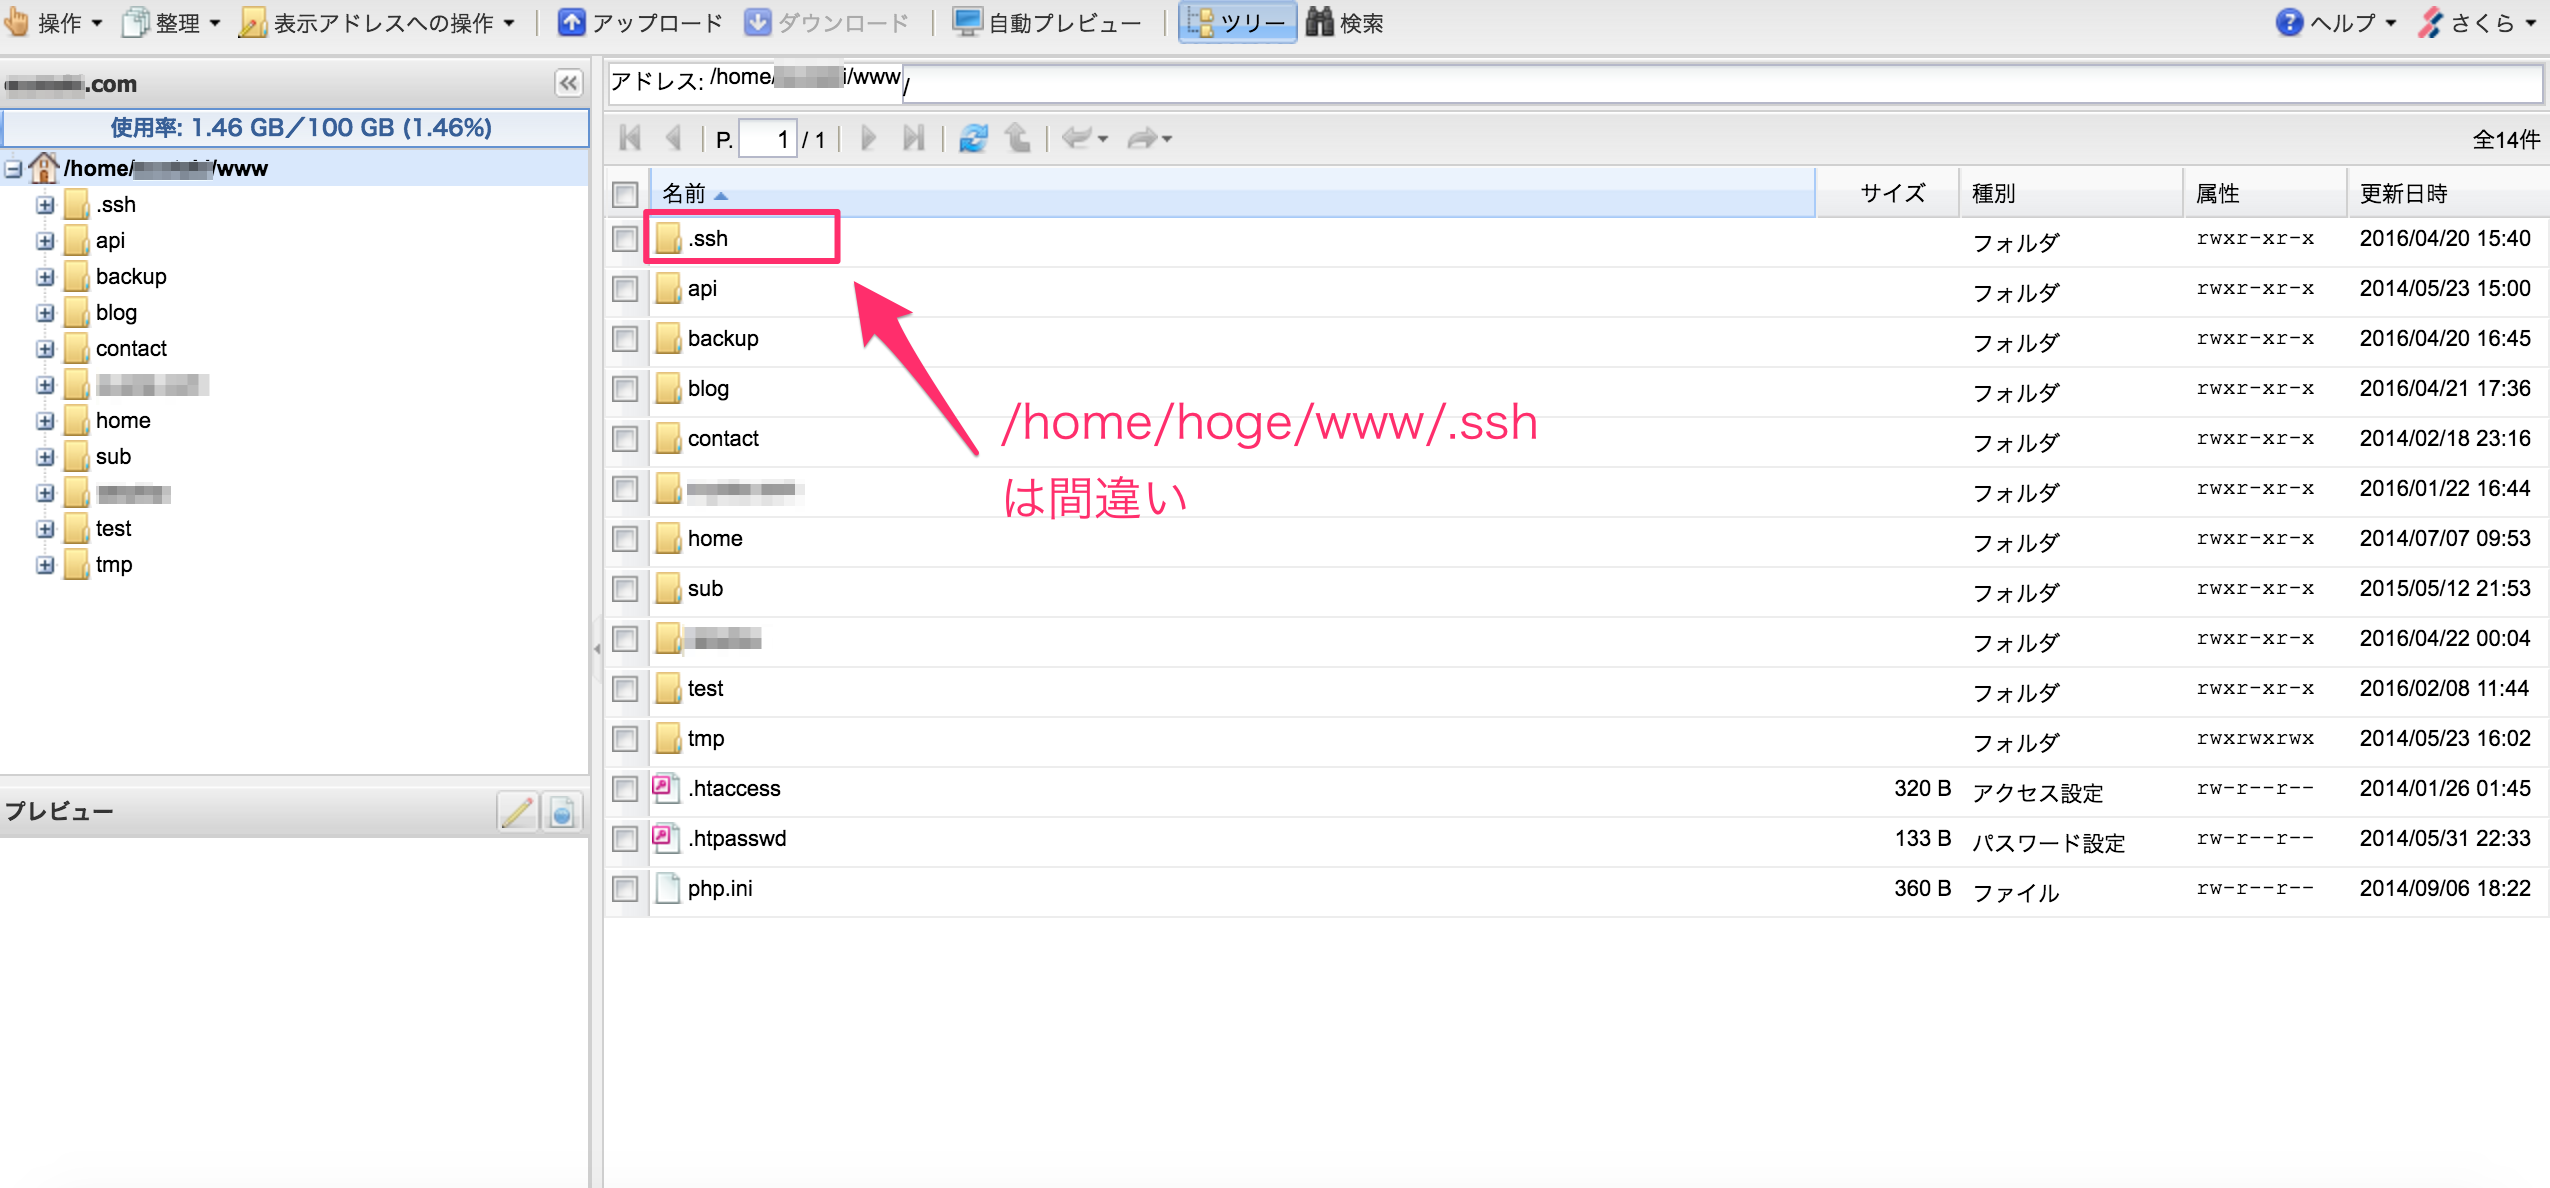 操作 整理 表示アドレスへの操作 アップロード ダウンロード 自動プレビュー ツリー 検索 ヘルプ さくら
.com
アドレス: /home/ i/www /
使用率: 1.46 GB／100 GB (1.46%)
P. 1 / 1 全14件
/home/ /www
.ssh
api
backup
blog
contact
home
sub
test
tmp
プレビュー
名前 サイズ 種別 属性 更新日時
.ssh フォルダ rwxr-xr-x 2016/04/20 15:40
api フォルダ rwxr-xr-x 2014/05/23 15:00
backup フォルダ rwxr-xr-x 2016/04/20 16:45
blog フォルダ rwxr-xr-x 2016/04/21 17:36
contact フォルダ rwxr-xr-x 2014/02/18 23:16
フォルダ rwxr-xr-x 2016/01/22 16:44
home フォルダ rwxr-xr-x 2014/07/07 09:53
sub フォルダ rwxr-xr-x 2015/05/12 21:53
フォルダ rwxr-xr-x 2016/04/22 00:04
test フォルダ rwxr-xr-x 2016/02/08 11:44
tmp フォルダ rwxrwxrwx 2014/05/23 16:02
.htaccess 320 B アクセス設定 rw-r--r-- 2014/01/26 01:45
.htpasswd 133 B パスワード設定 rw-r--r-- 2014/05/31 22:33
php.ini 360 B ファイル rw-r--r-- 2014/09/06 18:22
/home/hoge/www/.ssh
は間違い